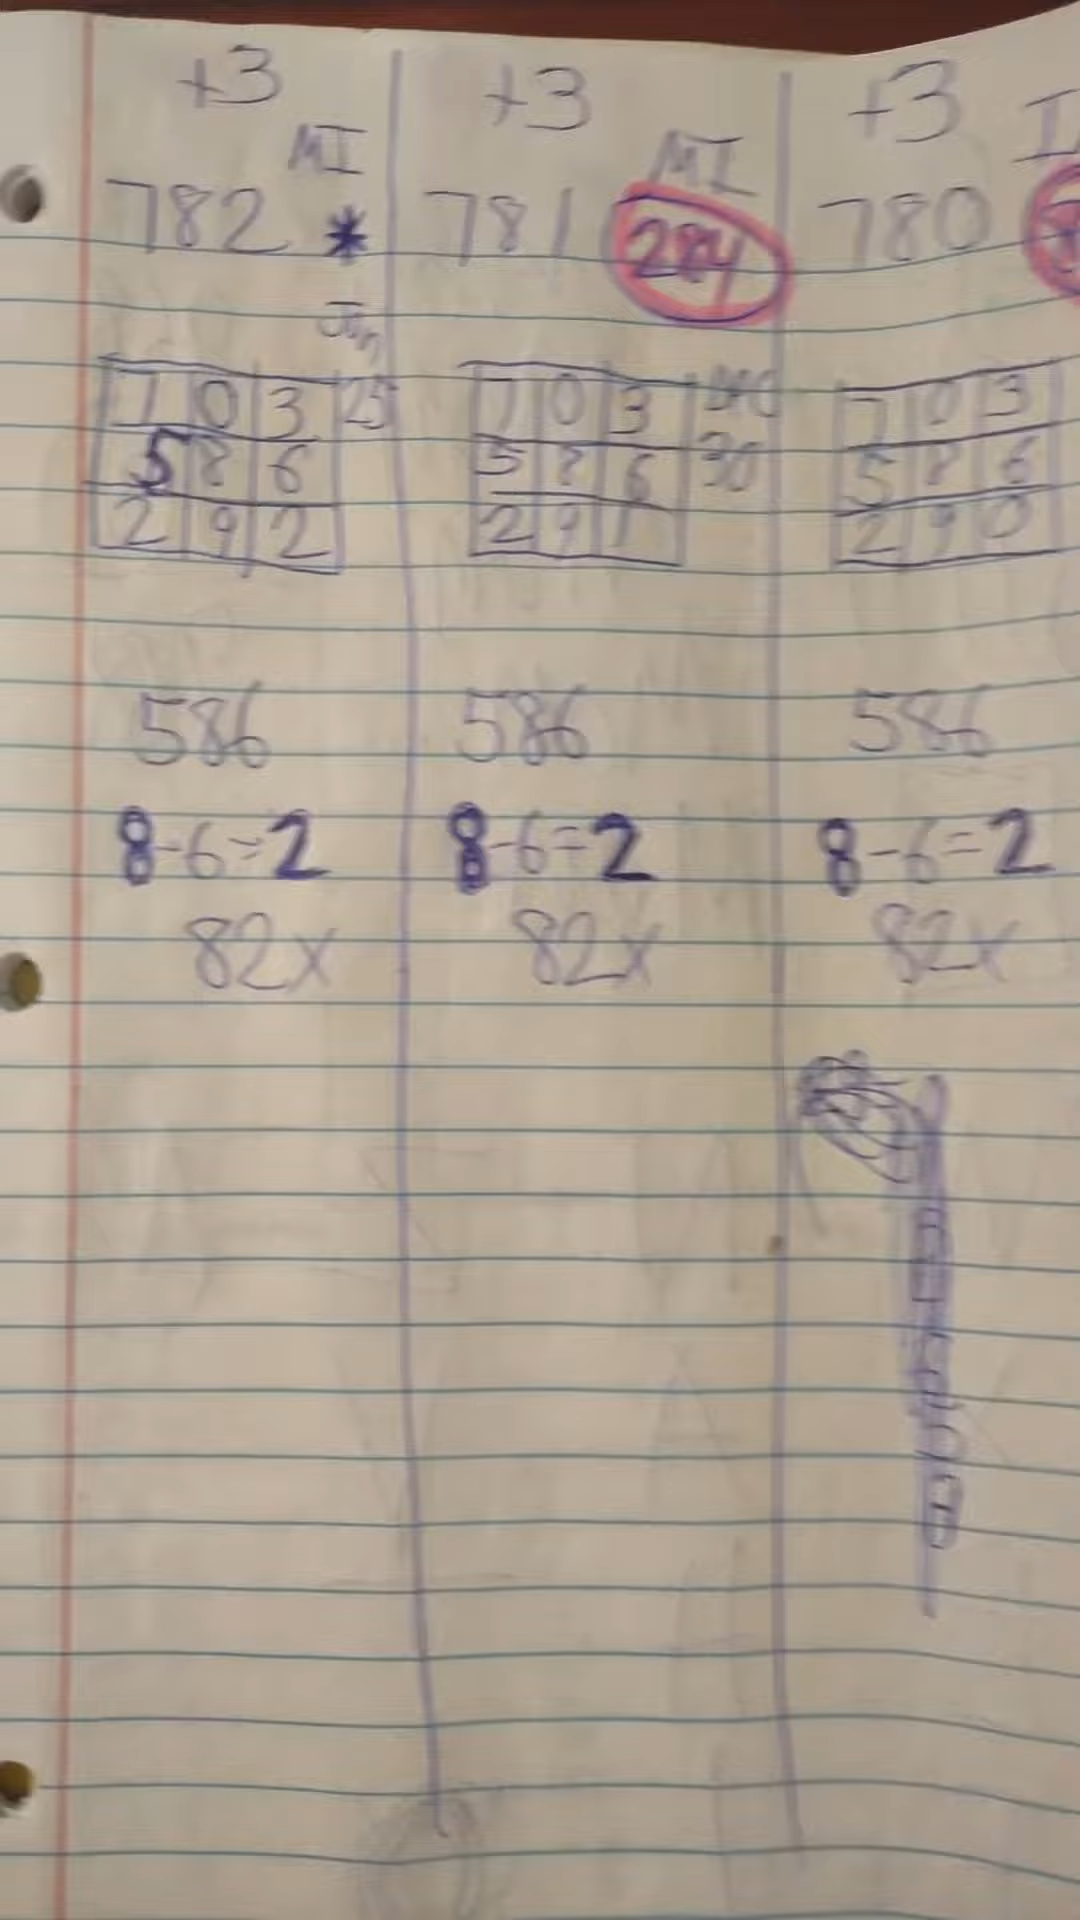 +3 +3 +3
MI MI
782 * 781 284 780
Jan
7 0 3 25 7 0 3 Dec 7 0 3
5 8 6 5 8 6 30 5 8 6
2 9 2 2 9 1 2 9 0
586 586 586
8-6=2 8-6=2 8-6=2
82x 82x 82x